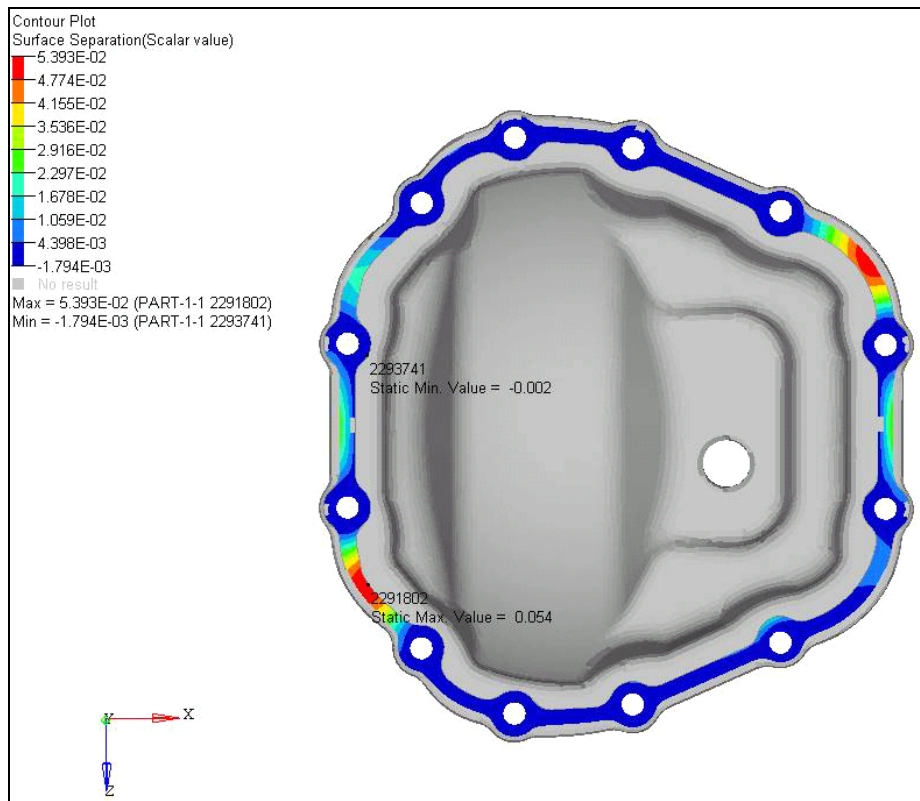 Contour Plot
Surface Separation(Scalar value)
5.393E-02
4.774E-02
4.155E-02
3.536E-02
2.916E-02
2.297E-02
1.678E-02
1.059E-02
4.398E-03
-1.794E-03
No result
Max = 5.393E-02 (PART-1-1 2291802)
Min = -1.794E-03 (PART-1-1 2293741)
2293741
Static Min. Value = -0.002
2291802
Static Max. Value = 0.054
Y X
Z